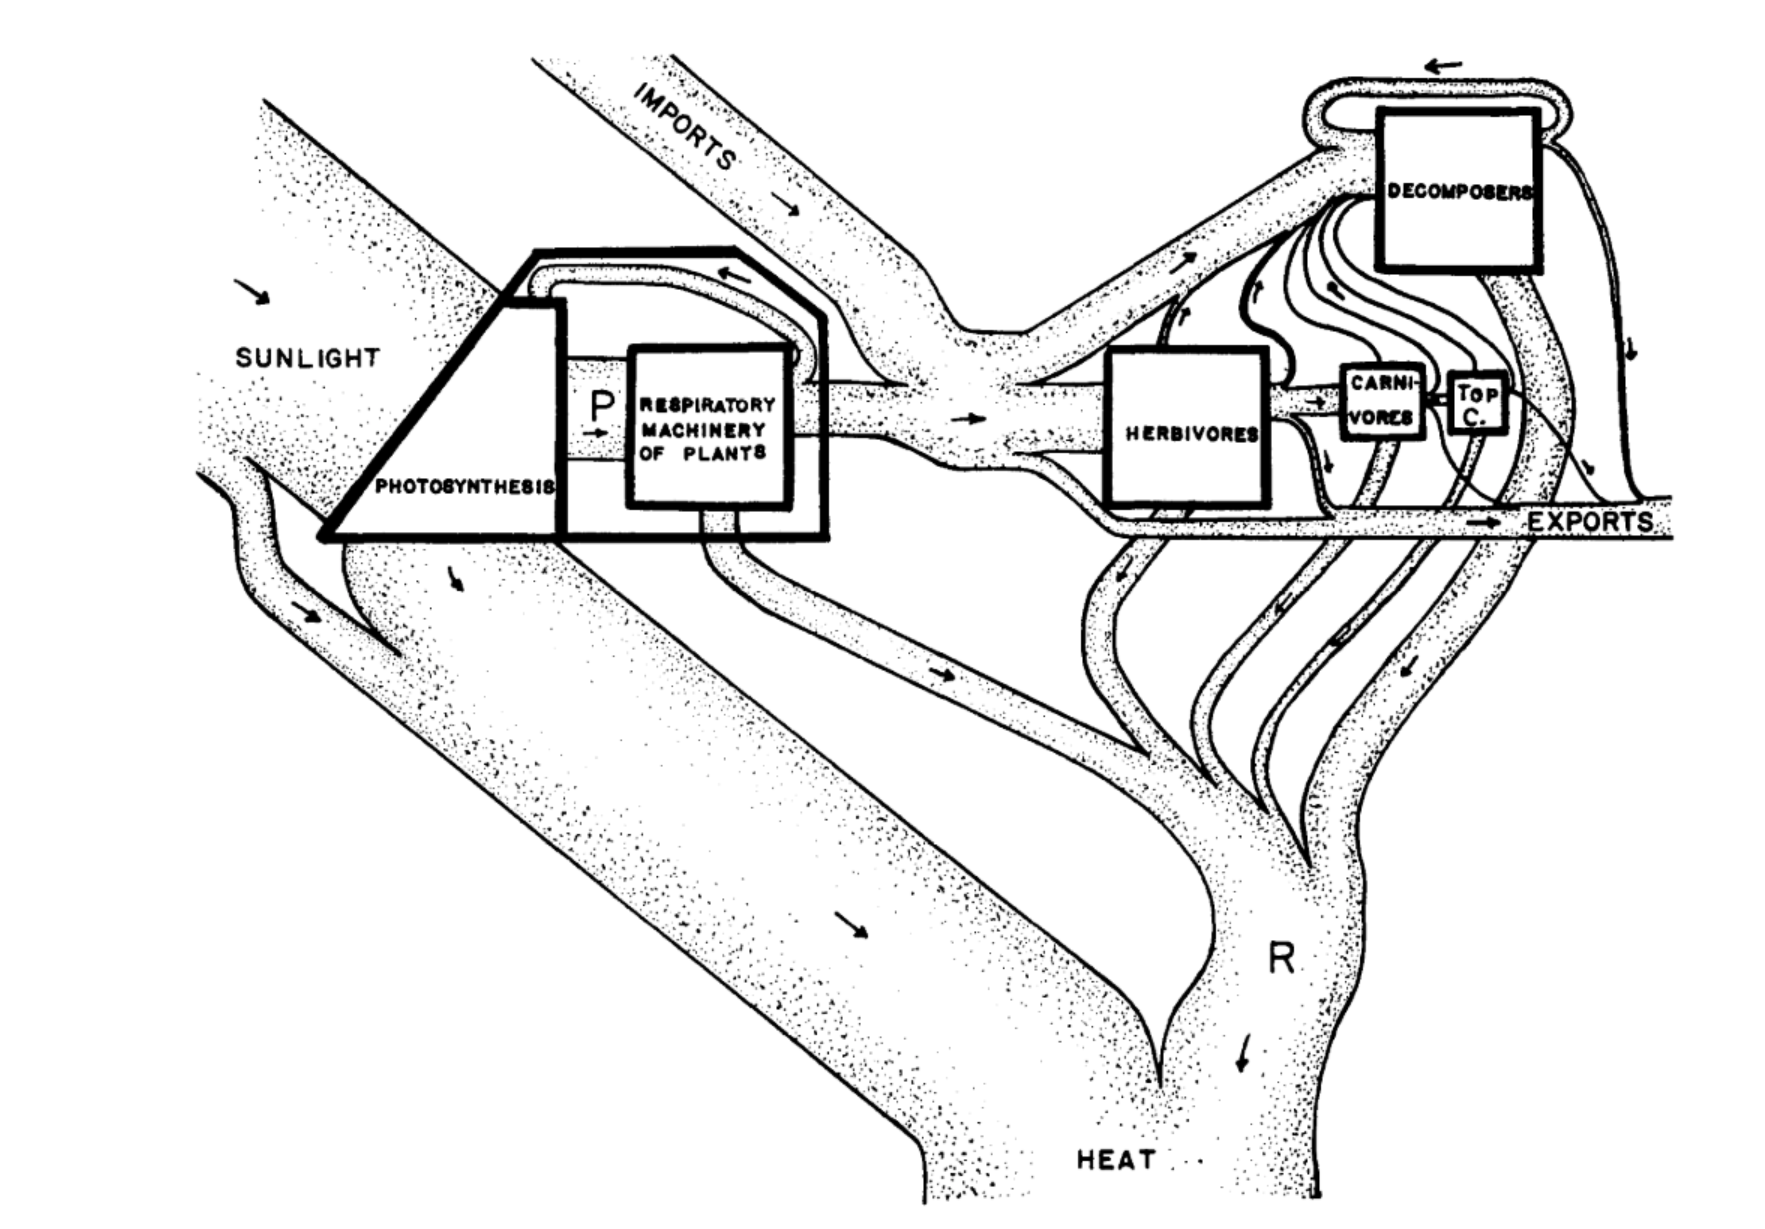 IMPORTS
DECOMPOSERS
SUNLIGHT
P
RESPIRATORY
MACHINERY
OF PLANTS
PHOTOSYNTHESIS
HERBIVORES
CARNI-
VORES
TOP
C.
EXPORTS
R
HEAT